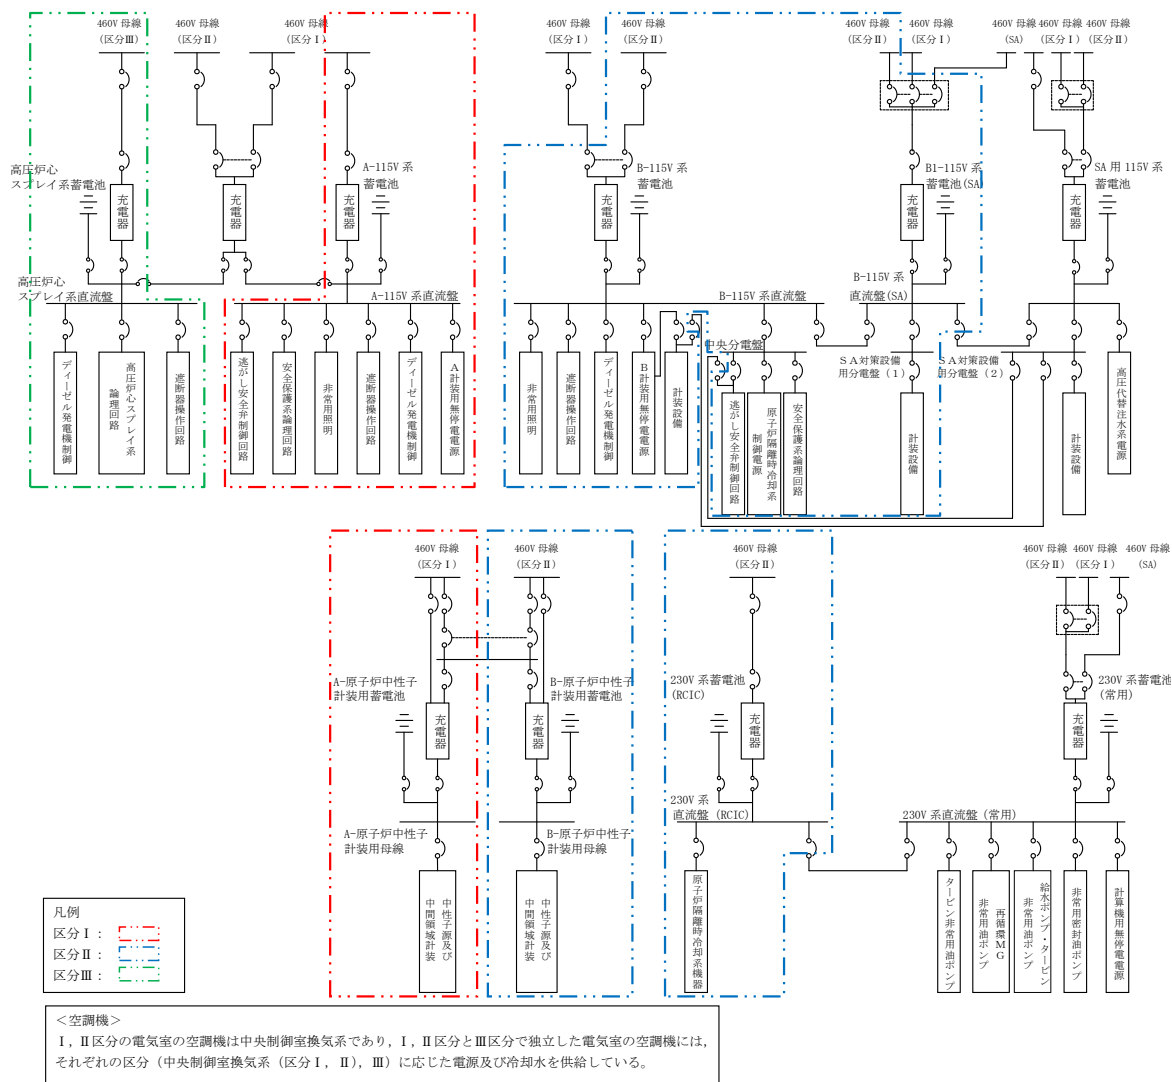 460V 母線
(区分Ⅲ)
460V 母線
(区分Ⅱ)
460V 母線
(区分Ⅰ)
460V 母線
(区分Ⅰ)
460V 母線
(区分Ⅱ)
460V 母線
(区分Ⅱ)
(区分Ⅰ)
460V 母線
(SA)
460V 母線
(区分Ⅰ)
460V 母線
(区分Ⅱ)
高圧炉心
スプレイ系蓄電池
充電器
充電器
A-115V 系
蓄電池
充電器
B-115V 系
蓄電池
充電器
B1-115V 系
蓄電池(SA)
充電器
SA 用 115V 系
蓄電池
充電器
高圧炉心
スプレイ系直流盤
A-115V 系直流盤
B-115V 系直流盤
B-115V 系
直流盤(SA)
中央分電盤
SA対策設備
用分電盤(1)
SA対策設備
用分電盤(2)
ディーゼル発電機制御
高圧炉心スプレイ系
論理回路
遮断器操作回路
逃がし安全弁制御回路
安全保護系論理回路
非常用照明
遮断器操作回路
ディーゼル発電機制御
A計装用無停電電源
非常用照明
遮断器操作回路
ディーゼル発電機制御
B計装用無停電電源
計装設備
逃がし安全弁制御回路
原子炉隔離時冷却系
制御電源
安全保護系論理回路
計装設備
計装設備
高圧代替注水系電源
460V 母線
(区分Ⅰ)
460V 母線
(区分Ⅱ)
460V 母線
(区分Ⅱ)
460V 母線
(区分Ⅱ)
460V 母線
(区分Ⅰ)
460V 母線
(SA)
A-原子炉中性子
計装用蓄電池
充電器
B-原子炉中性子
計装用蓄電池
充電器
230V 系蓄電池
(RCIC)
充電器
230V 系蓄電池
(常用)
充電器
A-原子炉中性子
計装用母線
B-原子炉中性子
計装用母線
230V 系
直流盤(RCIC)
230V 系直流盤(常用)
中性子源及び
中間領域計装
中性子源及び
中間領域計装
原子炉隔離時冷却系機器
タービン非常用油ポンプ
再循環MG
非常用油ポンプ
給水ポンプ・タービン
非常用油ポンプ
非常用密封油ポンプ
計算機用無停電電源
凡例
区分Ⅰ：
区分Ⅱ：
区分Ⅲ：
＜空調機＞
Ⅰ，Ⅱ区分の電気室の空調機は中央制御室換気系であり，Ⅰ，Ⅱ区分とⅢ区分で独立した電気室の空調機には，
それぞれの区分（中央制御室換気系（区分Ⅰ，Ⅱ），Ⅲ）に応じた電源及び冷却水を供給している。